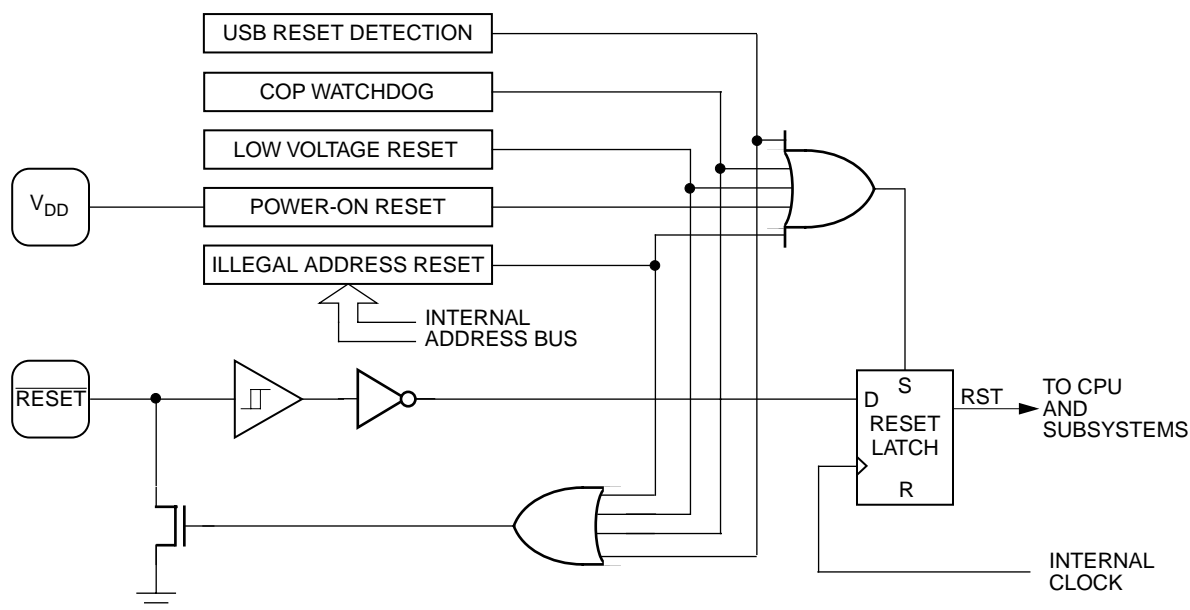 USB RESET DETECTION
COP WATCHDOG
LOW VOLTAGE RESET
VDD
POWER-ON RESET
ILLEGAL ADDRESS RESET
INTERNAL
ADDRESS BUS
RESET
D
S
RESET
LATCH
R
RST
TO CPU
AND
SUBSYSTEMS
INTERNAL
CLOCK